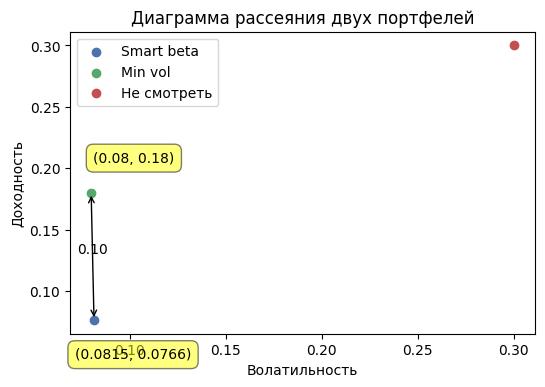 Диаграмма рассеяния двух портфелей
Smart beta
Min vol
Не смотреть
0.30
0.25
0.20
0.15
0.10
Доходность
(0.08, 0.18)
0.10
(0.0815, 0.0766)
0.10
0.15
0.20
0.25
0.30
Волатильность